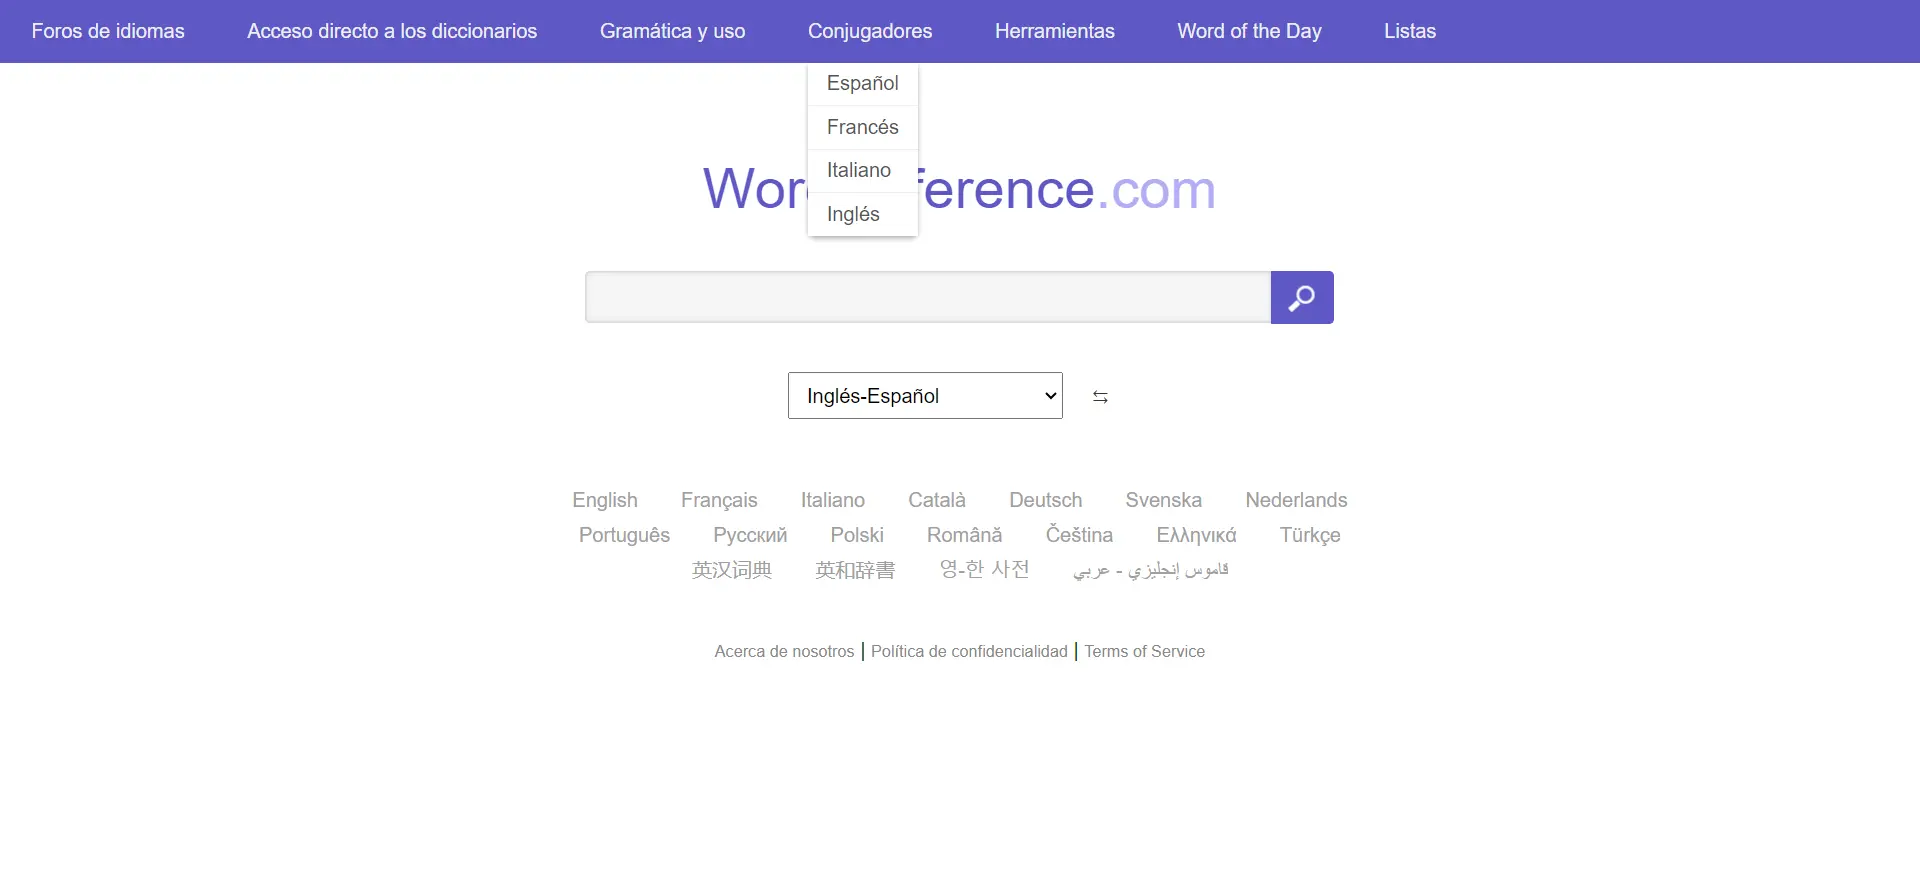 Foros de idiomas Acceso directo a los diccionarios Gramática y uso Conjugadores Herramientas Word of the Day Listas
Español
Francés
Italiano
Inglés
.com
Inglés-Español ⇆
English Français Italiano Català Deutsch Svenska Nederlands
Português Русский Polski Română Čeština Ελληνικά Türkçe
英汉词典 英和辞書 영-한 사전 قاموس إنجليزي - عربي
Acerca de nosotros | Política de confidencialidad | Terms of Service